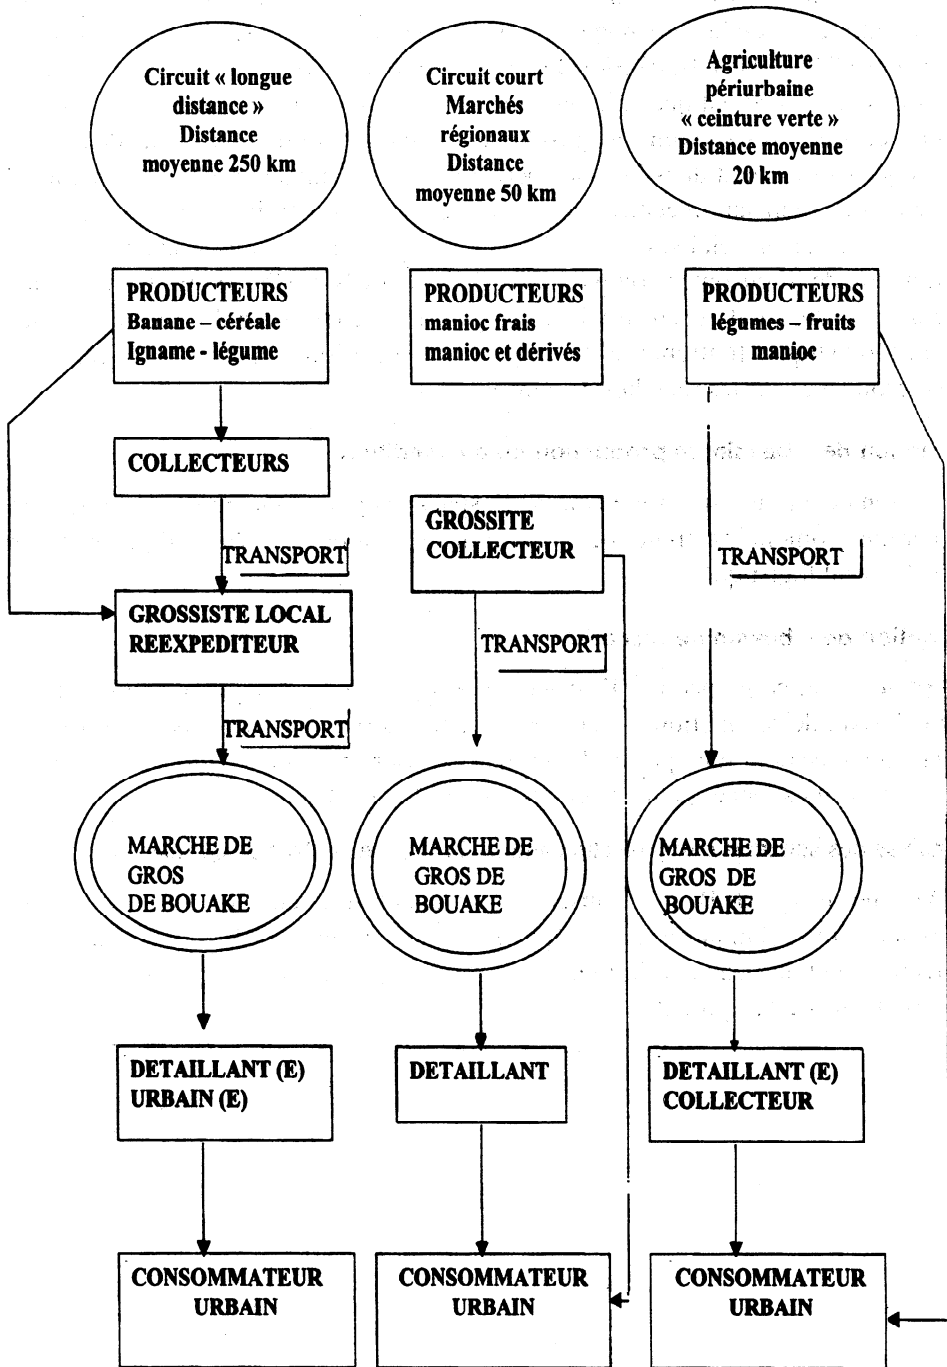 Circuit « longue
distance »
Distance
moyenne 250 km
Circuit court
Marchés
régionaux
Distance
moyenne 50 km
Agriculture
périurbaine
« ceinture verte »
Distance moyenne
20 km
PRODUCTEURS
Banane – céréale
Igname - légume
PRODUCTEURS
manioc frais
manioc et dérivés
PRODUCTEURS
légumes – fruits
manioc
COLLECTEURS
TRANSPORT
GROSSISTE LOCAL
REEXPEDITEUR
TRANSPORT
GROSSITE
COLLECTEUR
TRANSPORT
TRANSPORT
MARCHE DE
GROS
DE BOUAKE
MARCHE DE
GROS DE
BOUAKE
MARCHE DE
GROS DE
BOUAKE
DETAILLANT (E)
URBAIN (E)
DETAILLANT
DETAILLANT (E)
COLLECTEUR
CONSOMMATEUR
URBAIN
CONSOMMATEUR
URBAIN
CONSOMMATEUR
URBAIN